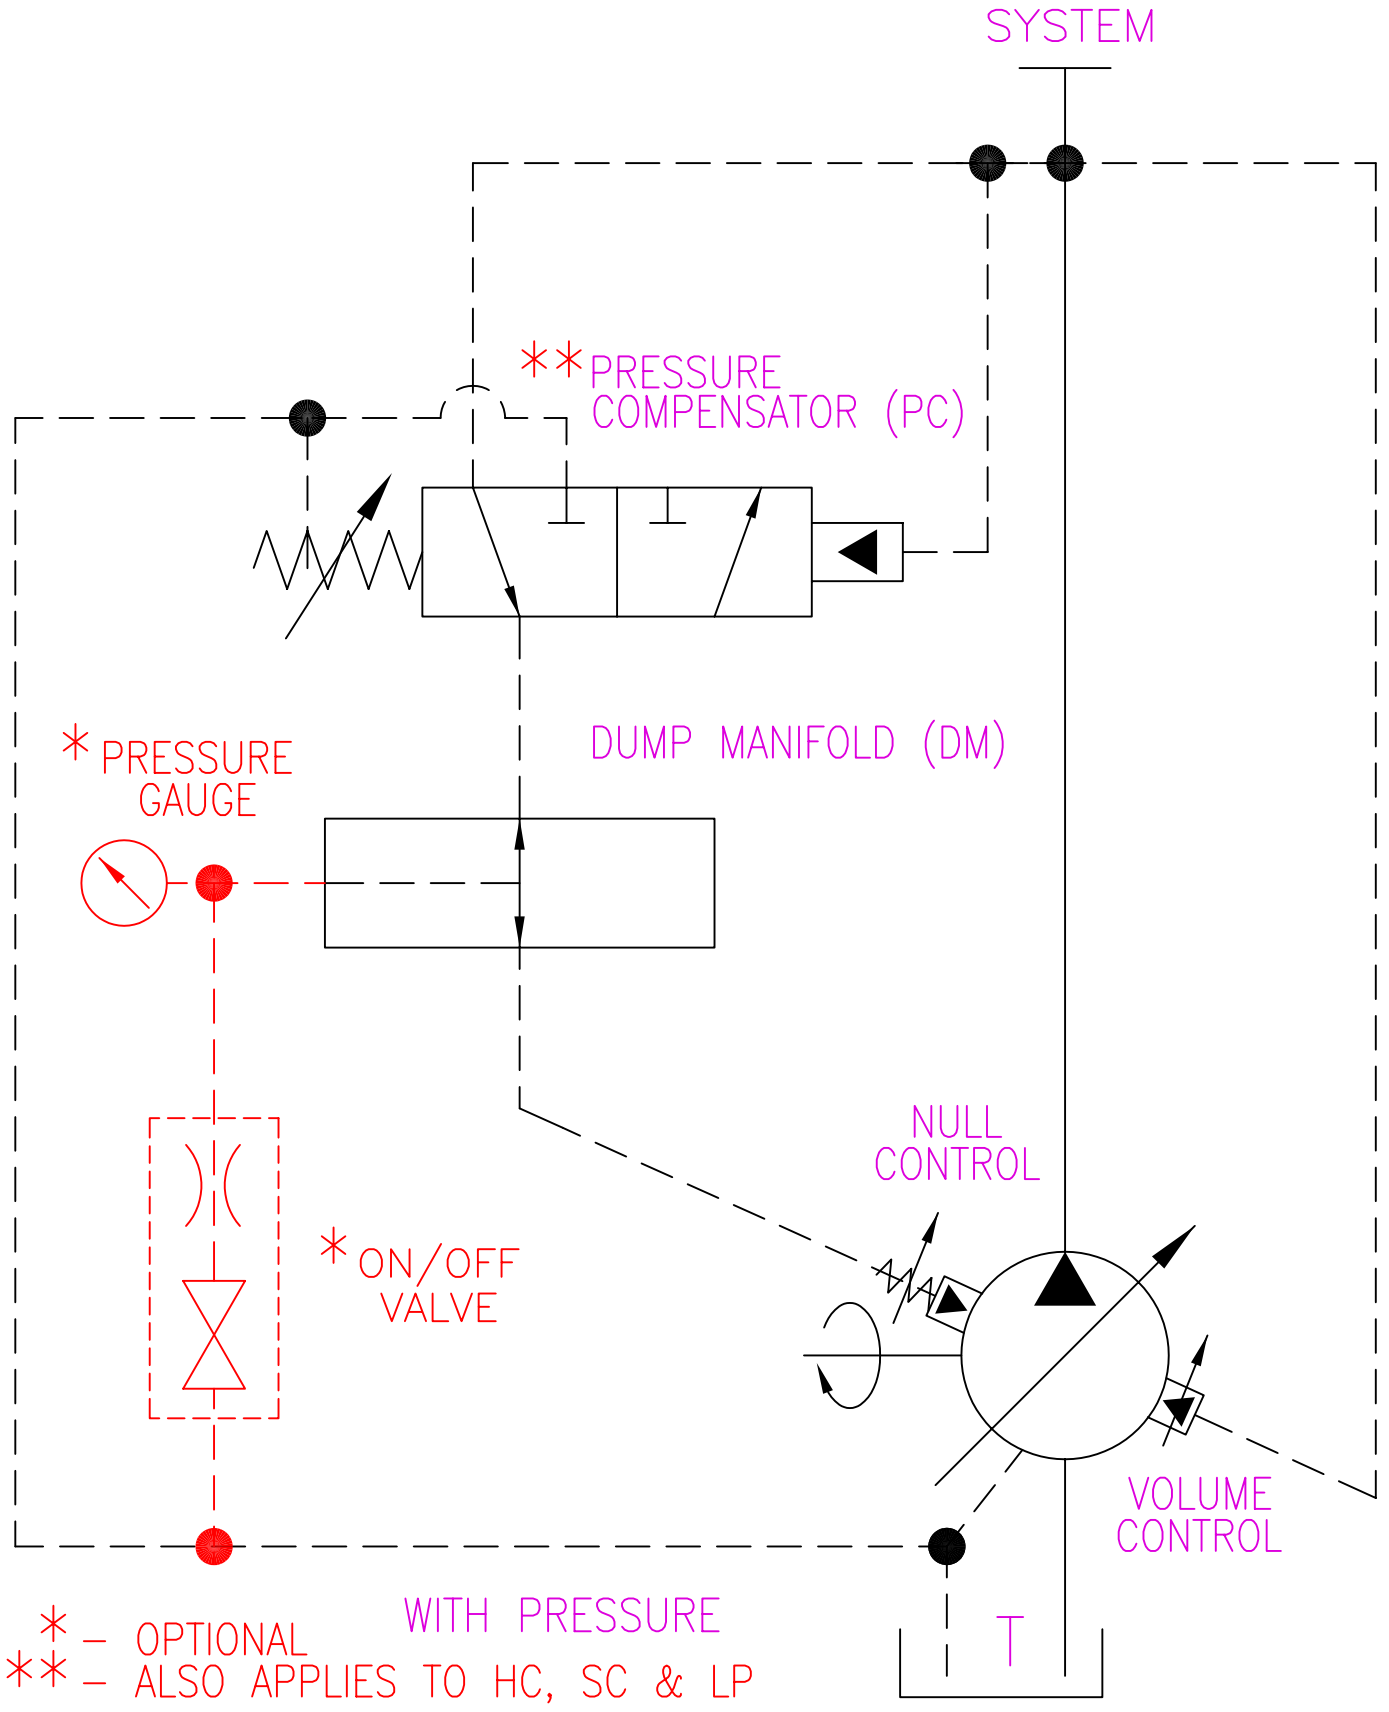 SYSTEM
** PRESSURE
COMPENSATOR (PC)
DUMP MANIFOLD (DM)
* PRESSURE
GAUGE
NULL
CONTROL
* ON/OFF
VALVE
VOLUME
CONTROL
WITH PRESSURE
T
* – OPTIONAL
** – ALSO APPLIES TO HC, SC & LP